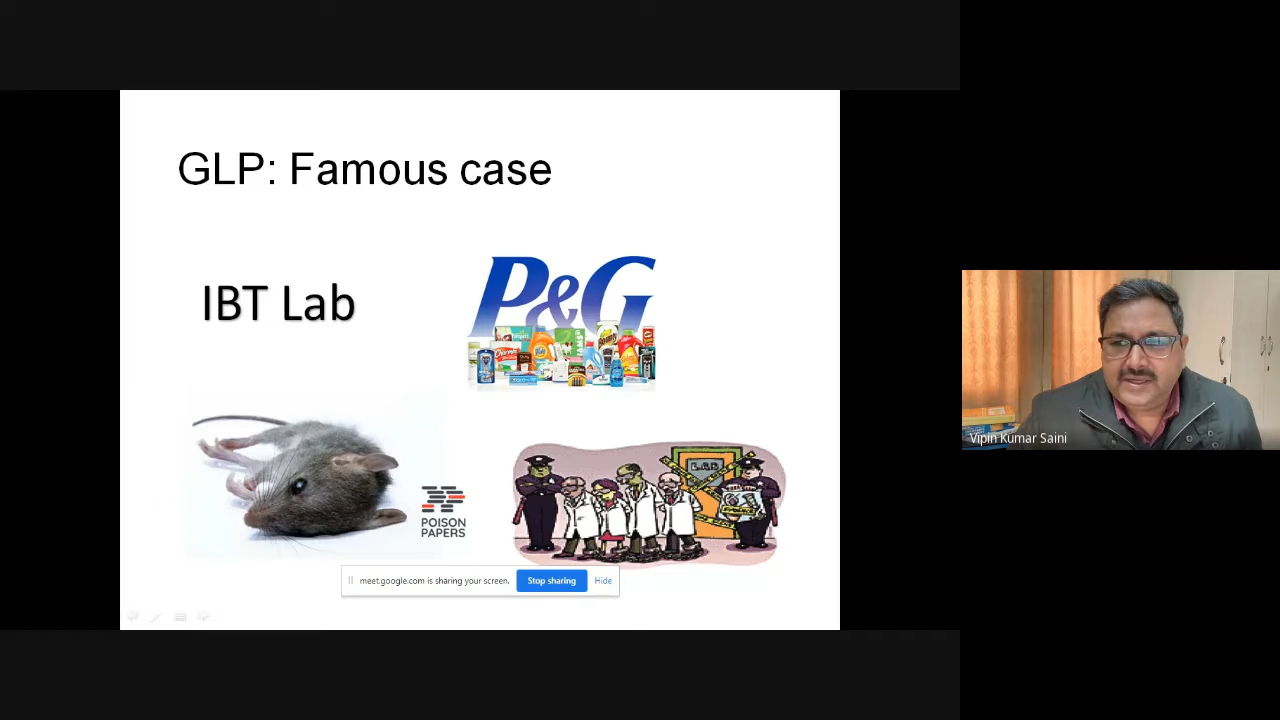 GLP: Famous case
IBT Lab
P&G
POISON
PAPERS
LAB
meet.google.com is sharing your screen.
Stop sharing
Hide
Vipin Kumar Saini